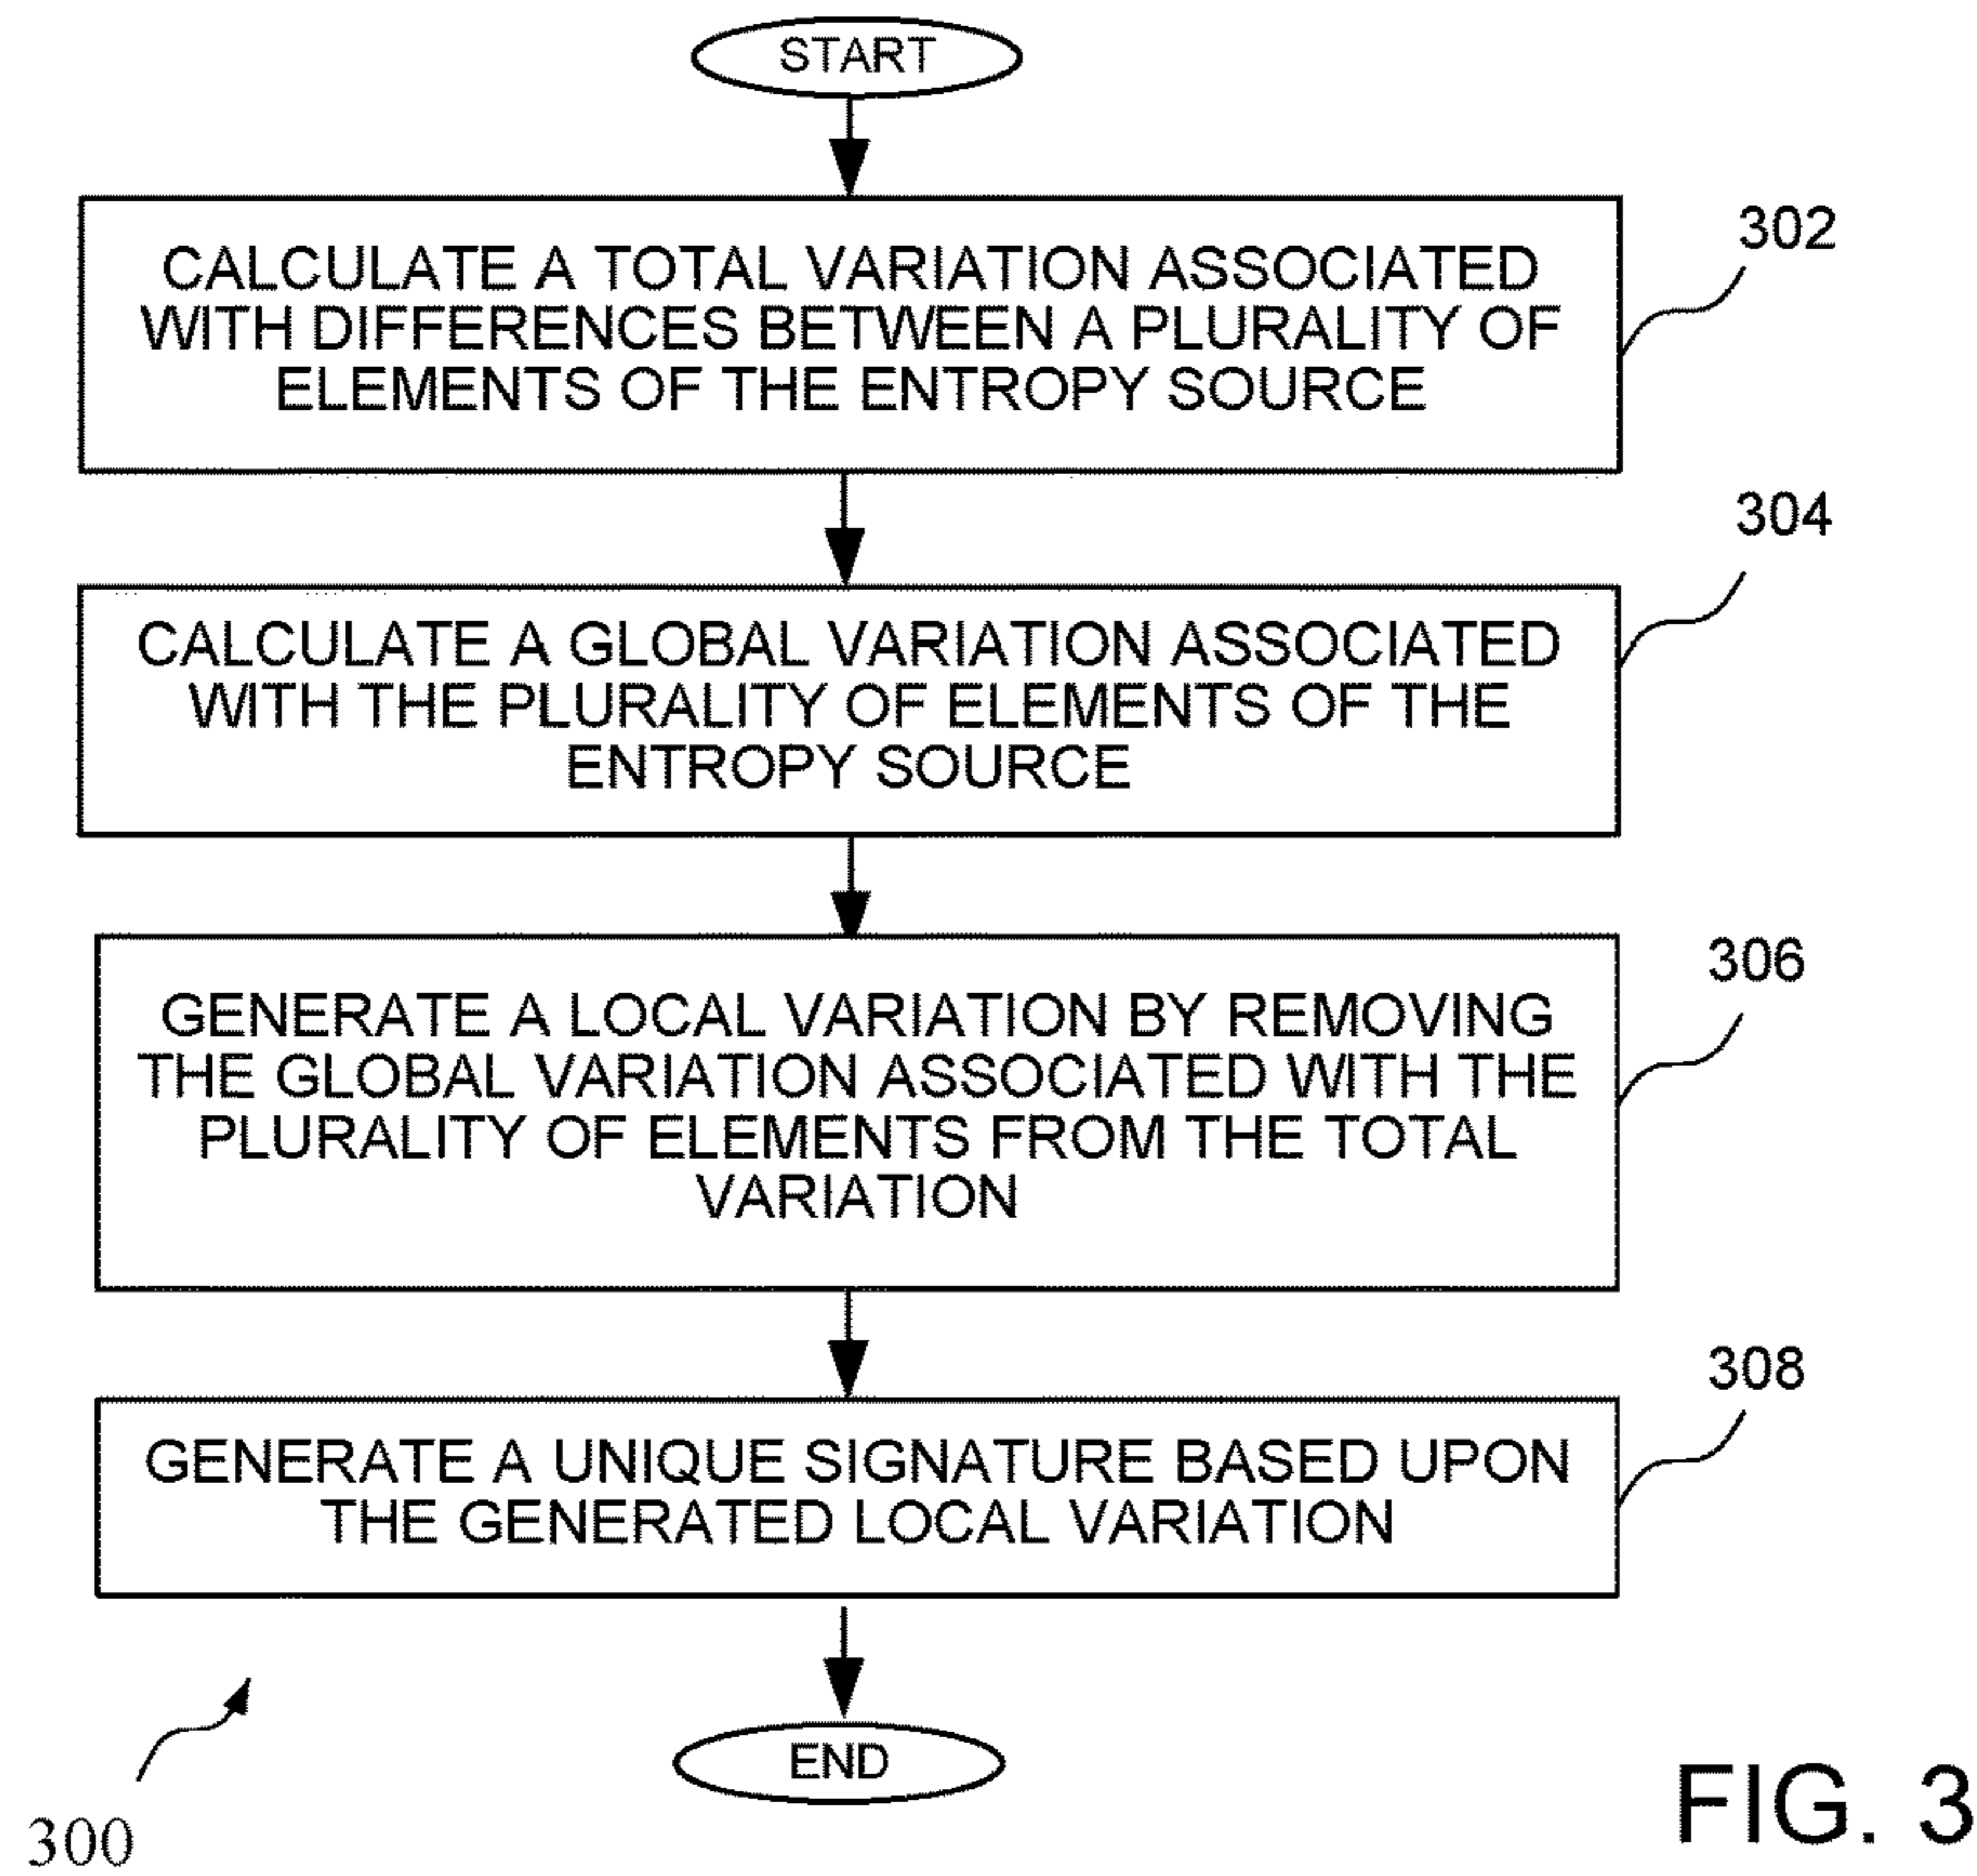 START
302
CALCULATE A TOTAL VARIATION ASSOCIATED
WITH DIFFERENCES BETWEEN A PLURALITY OF
ELEMENTS OF THE ENTROPY SOURCE
304
CALCULATE A GLOBAL VARIATION ASSOCIATED
WITH THE PLURALITY OF ELEMENTS OF THE
ENTROPY SOURCE
306
GENERATE A LOCAL VARIATION BY REMOVING
THE GLOBAL VARIATION ASSOCIATED WITH THE
PLURALITY OF ELEMENTS FROM THE TOTAL
VARIATION
308
GENERATE A UNIQUE SIGNATURE BASED UPON
THE GENERATED LOCAL VARIATION
END
300
FIG. 3